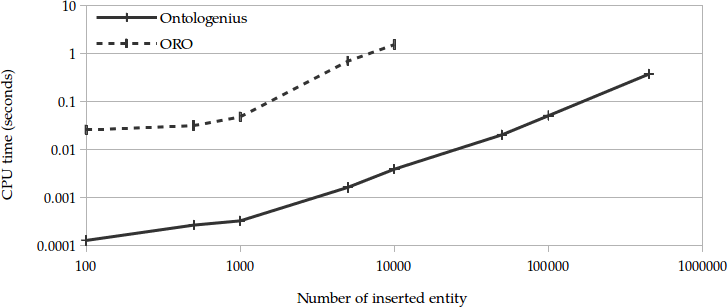 10
1
0.1
0.01
0.001
0.0001
CPU time (seconds)
Ontologenius
ORO
100 1000 10000 100000 1000000
Number of inserted entity